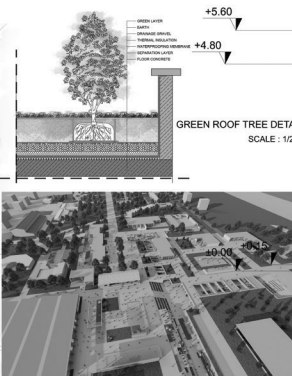 GREEN LAYER
EARTH
DRAINAGE GRAVEL
THERMAL INSULATION
WATERPROOFING MEMBRANE
SEPARATION LAYER
FLOOR CONCRETE
+5.60
+4.80
GREEN ROOF TREE DETA
SCALE : 1/2
±0.00
+0.15